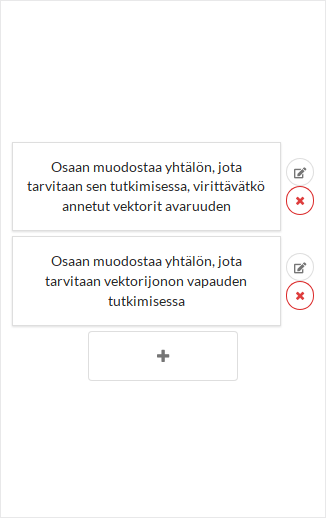 Osaan muodostaa yhtälön, jota
tarvitaan sen tutkimisessa, virittävätkö
annetut vektorit avaruuden
Osaan muodostaa yhtälön, jota
tarvitaan vektorijonon vapauden
tutkimisessa